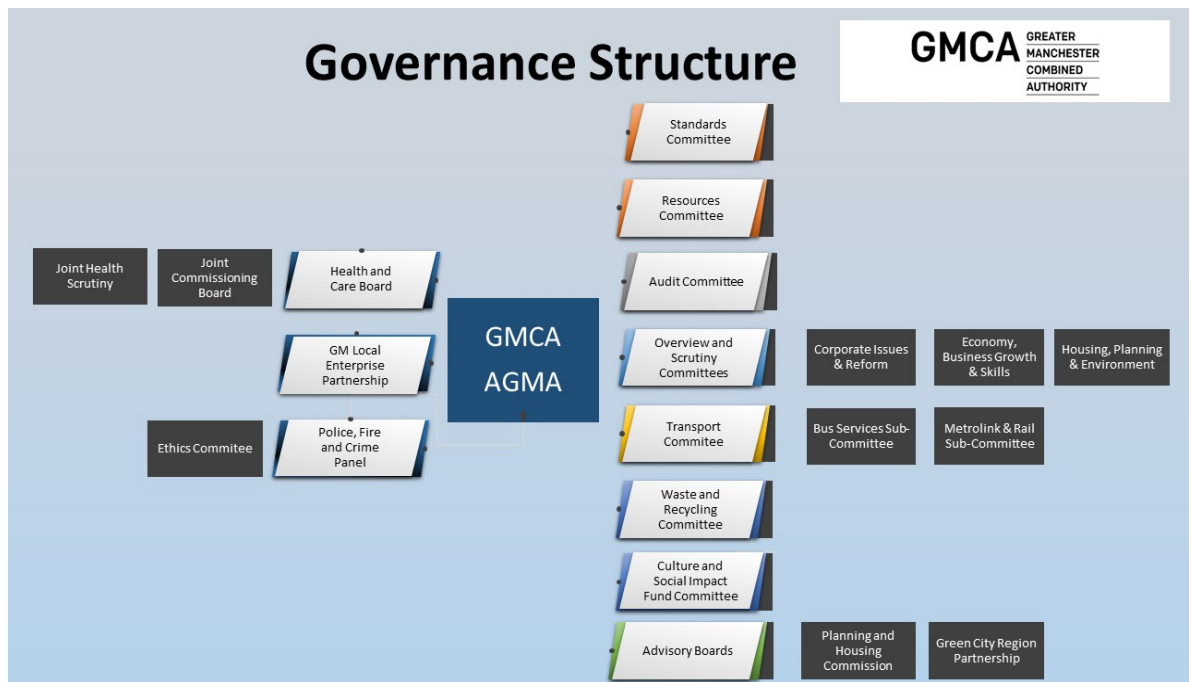 Governance Structure
GMCA
GREATER
MANCHESTER
COMBINED
AUTHORITY
Standards
Committee
Resources
Committee
Joint Health
Scrutiny
Joint
Commissioning
Board
Health and
Care Board
Audit Committee
GMCA
AGMA
GM Local
Enterprise
Partnership
Overview and
Scrutiny
Committees
Corporate Issues
& Reform
Economy,
Business Growth
& Skills
Housing, Planning
& Environment
Ethics Commitee
Police, Fire
and Crime
Panel
Transport
Commitee
Bus Services Sub-
Committee
Metrolink & Rail
Sub-Committee
Waste and
Recycling
Committee
Culture and
Social Impact
Fund Committee
Advisory Boards
Planning and
Housing
Commission
Green City Region
Partnership